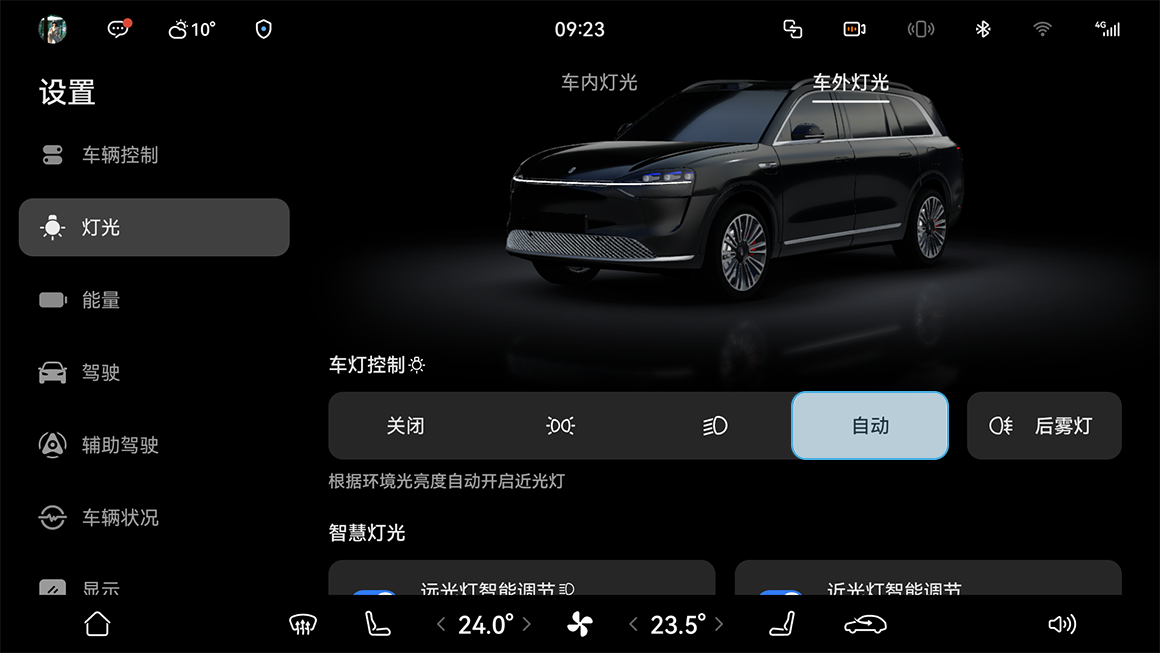 10°
09:23
4G
设置
车内灯光
车外灯光
车辆控制
灯光
能量
驾驶
辅助驾驶
车辆状况
显示
车灯控制
关闭
自动
后雾灯
根据环境光亮度自动开启近光灯
智慧灯光
远光灯智能调节
近光灯智能调节
24.0°
23.5°